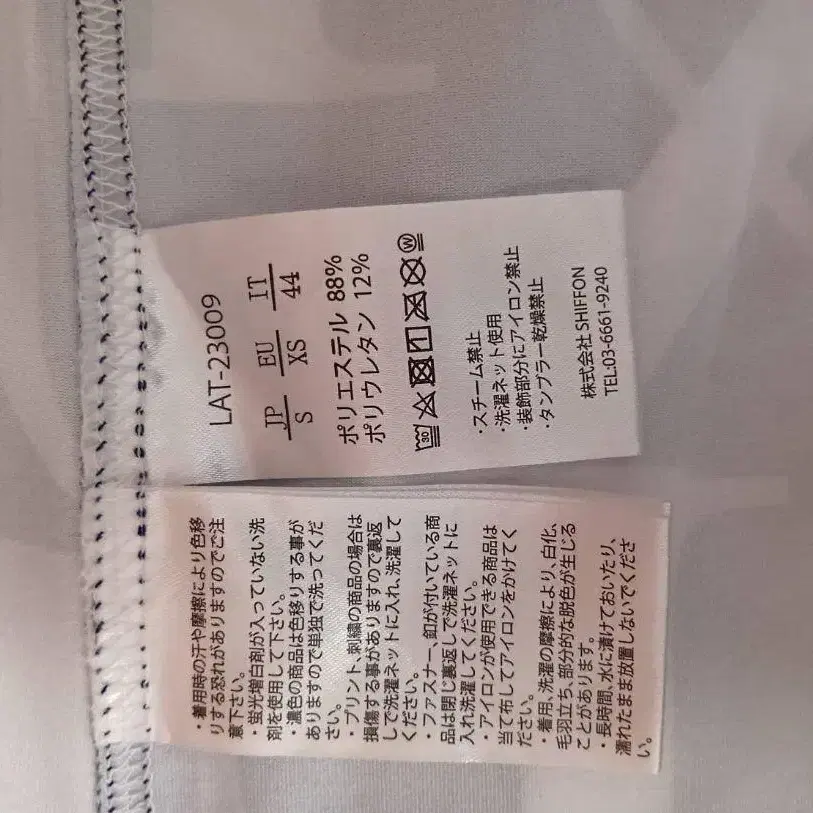 LAT-23009
JP EU IT
S XS 44
ポリエステル 88%
ポリウレタン 12%
30 W
・スチーム禁止
・洗濯ネット使用
・装飾部分にアイロン禁止
・タンブラー乾燥禁止
株式会社 SHIFFON
TEL:03-6661-9240
・着用時の汗や摩擦により色移
りする恐れがありますのでご注
意下さい。
・蛍光増白剤が入っていない洗
剤を使用して下さい。
・濃色の商品は色移りする事が
ありますので単独で洗ってくだ
さい。
・プリント、刺繍の商品の場合は
損傷する事がありますので裏返
しで洗濯ネットに入れ、洗濯して
ください。
・ファスナー、釦が付いている商
品は閉じ裏返しで洗濯ネットに
入れ洗濯してください。
・アイロンが使用できる商品は
当て布してアイロンをかけてく
ださい。
・着用、洗濯の摩擦により、白化、
毛羽立ち、部分的な脱色が生じる
ことがあります。
・長時間、水に漬けておいたり、
濡れたまま放置しないでくださ
い。